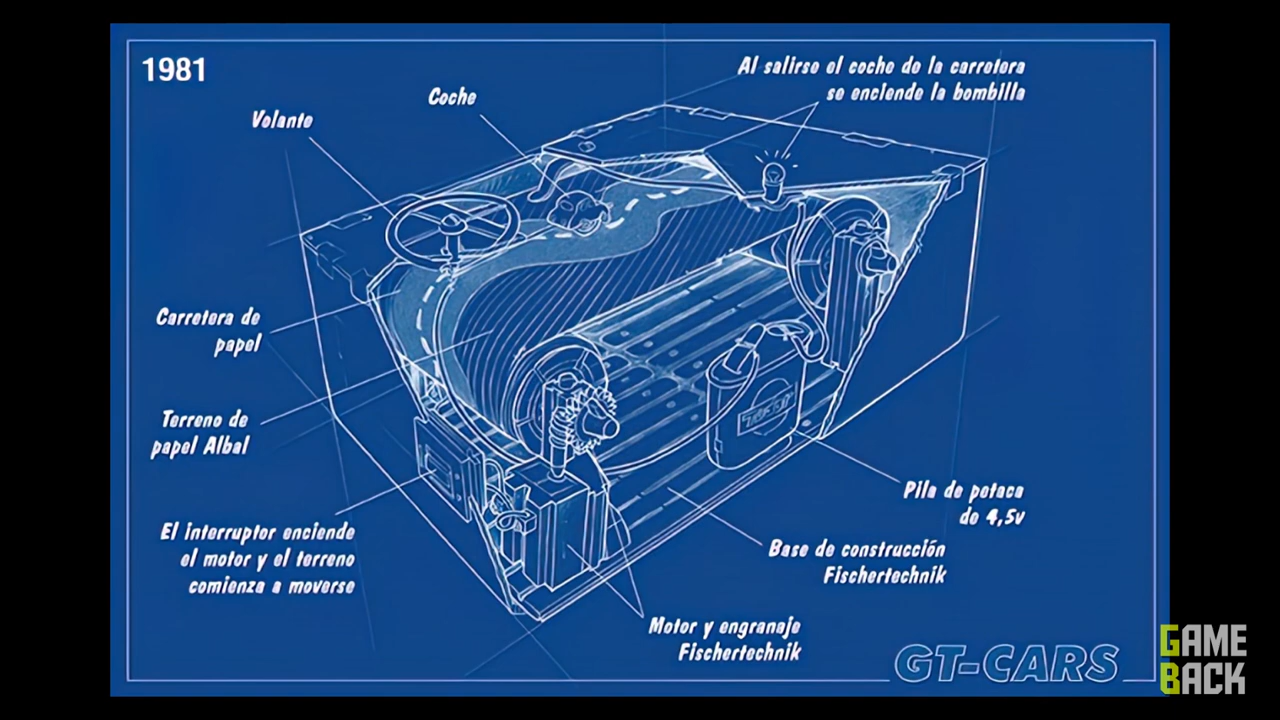 1981
Al salirse el coche de la carretera
se enciende la bombilla
Coche
Volante
Carretera de
papel
Terreno de
papel Albal
El interruptor enciende
el motor y el terreno
comienza a moverse
Pila de petaca
de 4,5v
Base de construcción
Fischertechnik
Motor y engranaje
Fischertechnik
GT-CARS
GAME
BACK